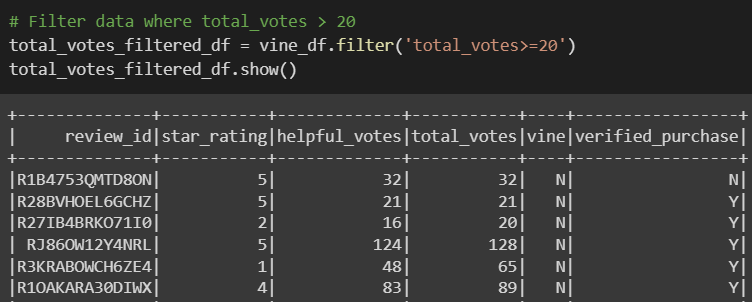 # Filter data where total_votes > 20
total_votes_filtered_df = vine_df.filter('total_votes>=20')
total_votes_filtered_df.show()
+--------------+-----------+-------------+-----------+----+-----------------+
|     review_id|star_rating|helpful_votes|total_votes|vine|verified_purchase|
+--------------+-----------+-------------+-----------+----+-----------------+
|R1B4753QMTD8ON|          5|           32|         32|   N|                N|
|R28BVHOEL6GCHZ|          5|           21|         21|   N|                Y|
|R27IB4BRKO71I0|          2|           16|         20|   N|                Y|
| RJ86OW12Y4NRL|          5|          124|        128|   N|                Y|
|R3KRABOWCH6ZE4|          1|           48|         65|   N|                Y|
|R1OAKARA30DIWX|          4|           83|         89|   N|                Y|